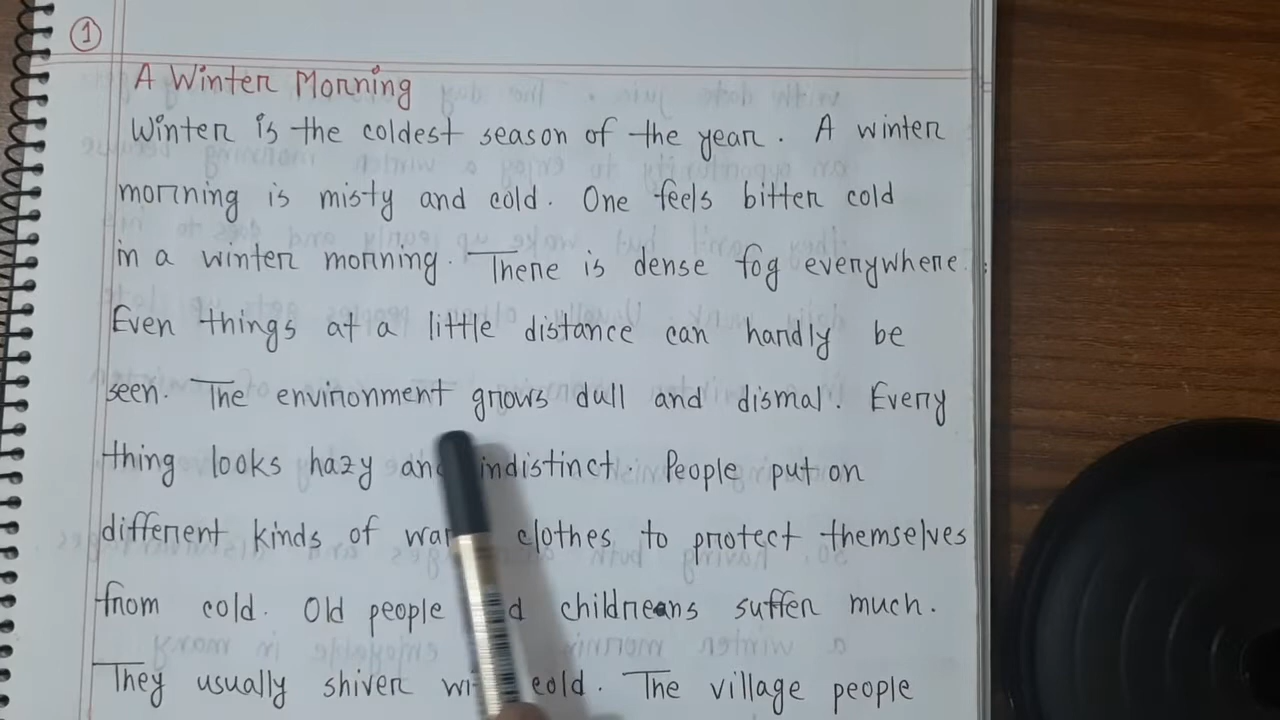 1
A Winter Morning
Winter is the coldest season of the year. A winter
morning is misty and cold. One feels bitter cold
in a winter morning. There is dense fog everywhere.
Even things at a little distance can hardly be
seen. The environment grows dull and dismal. Every
thing looks hazy and indistinct. People put on
different kinds of clothes to protect themselves
from cold. Old people childreans suffer much.
They usually shiver cold. The village people